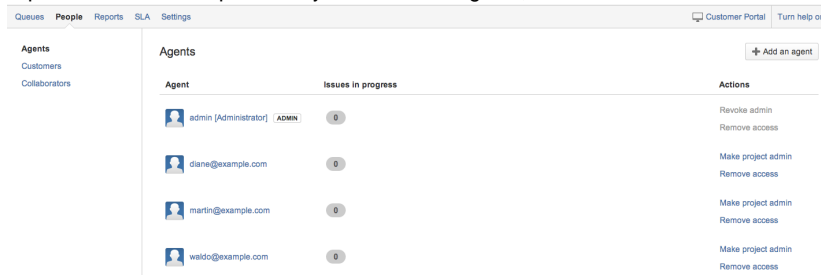 Queues People Reports SLA Settings Customer Portal Turn help
Agents
Customers
Collaborators
Agents + Add an agent
Agent Issues in progress Actions
admin [Administrator] ADMIN 0 Revoke admin
Remove access
diane@example.com 0 Make project admin
Remove access
martin@example.com 0 Make project admin
Remove access
waldo@example.com 0 Make project admin
Remove access